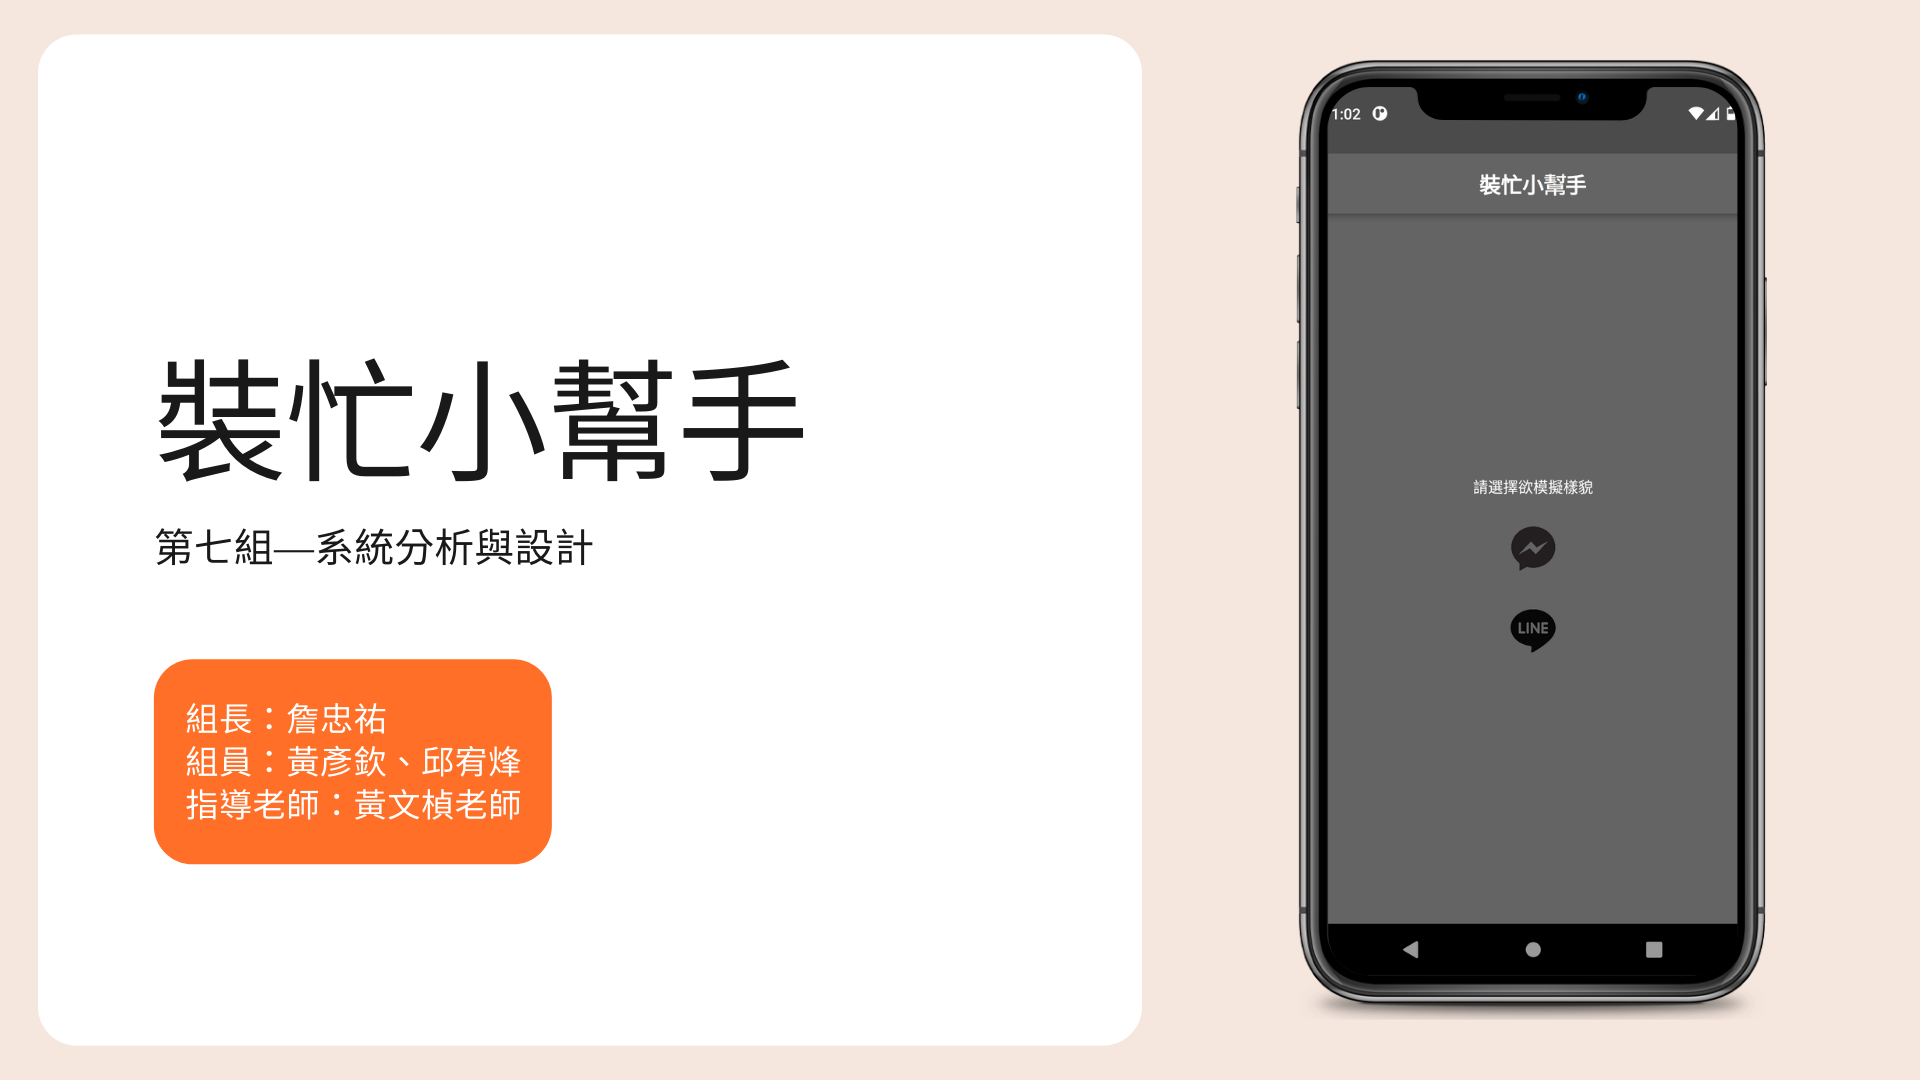 裝忙小幫手
第七組—系統分析與設計
組長：詹忠祐
組員：黃彥欽、邱宥烽
指導老師：黃文楨老師
1:02
裝忙小幫手
請選擇欲模擬樣貌
LINE